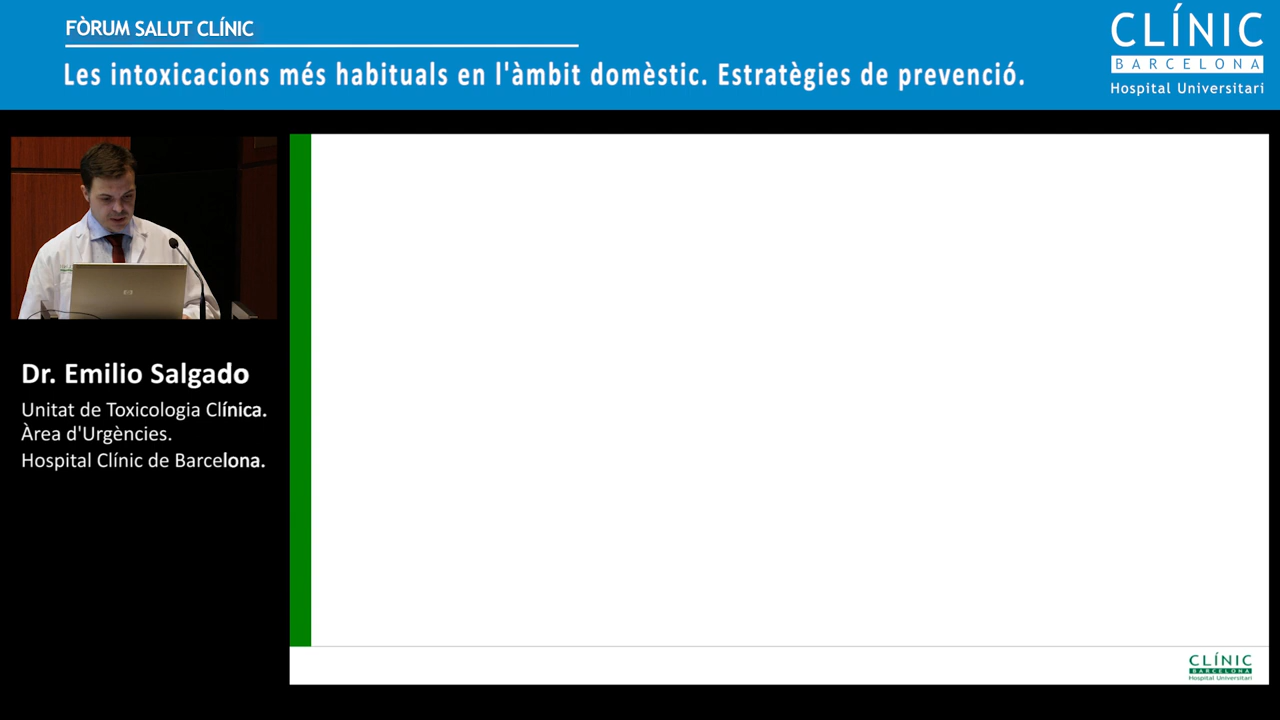 FÒRUM SALUT CLÍNIC
Les intoxicacions més habituals en l'àmbit domèstic. Estratègies de prevenció.
CLÍNIC
BARCELONA
Hospital Universitari
Dr. Emilio Salgado
Unitat de Toxicologia Clínica.
Àrea d'Urgències.
Hospital Clínic de Barcelona.
CLÍNIC
BARCELONA
Hospital Universitari